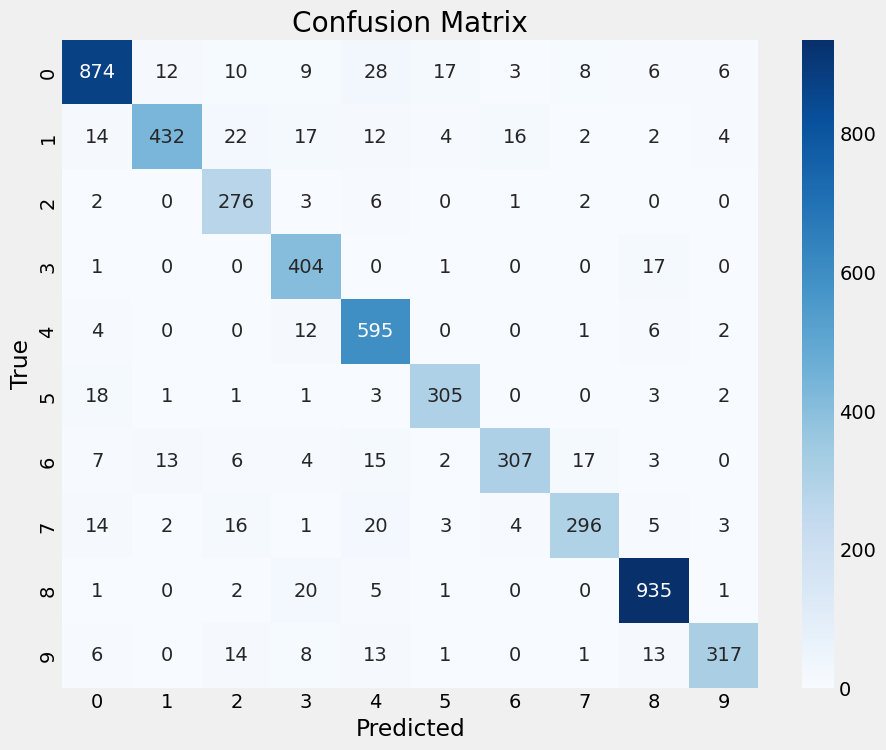 Confusion Matrix
0 874 12 10 9 28 17 3 8 6 6
1 14 432 22 17 12 4 16 2 2 4
2 2 0 276 3 6 0 1 2 0 0
3 1 0 0 404 0 1 0 0 17 0
4 4 0 0 12 595 0 0 1 6 2
5 18 1 1 1 3 305 0 0 3 2
6 7 13 6 4 15 2 307 17 3 0
7 14 2 16 1 20 3 4 296 5 3
8 1 0 2 20 5 1 0 0 935 1
9 6 0 14 8 13 1 0 1 13 317
0 1 2 3 4 5 6 7 8 9
True
Predicted
800
600
400
200
0